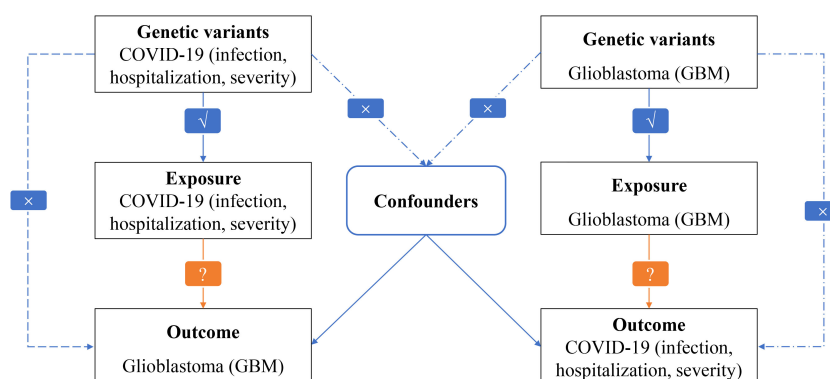 Genetic variants
COVID-19 (infection,
hospitalization, severity)
Genetic variants
Glioblastoma (GBM)
×
×
√
√
×
Exposure
COVID-19 (infection,
hospitalization, severity)
Confounders
Exposure
Glioblastoma (GBM)
×
?
?
Outcome
Glioblastoma (GBM)
Outcome
COVID-19 (infection,
hospitalization, severity)